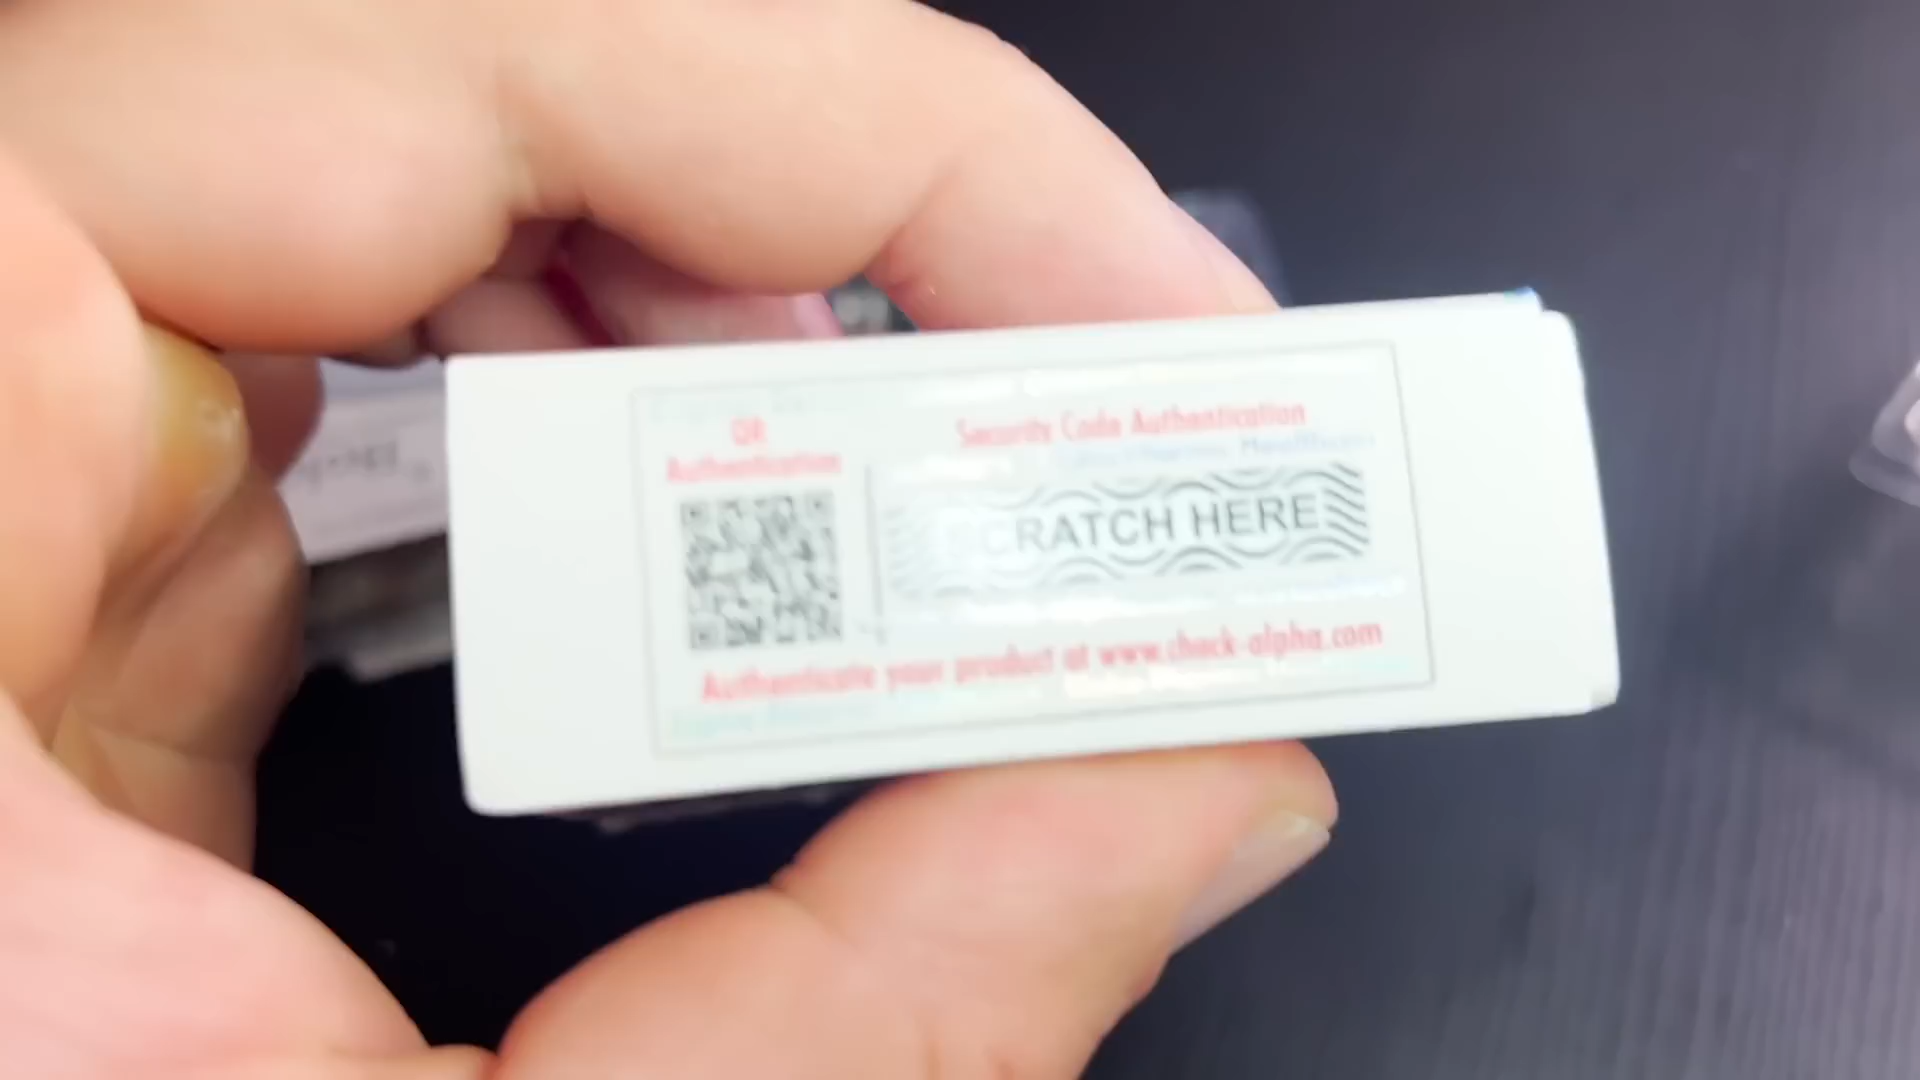 QR
Authentication
Security Code Authentication
SCRATCH HERE
Authenticate your product at www.check-alpha.com